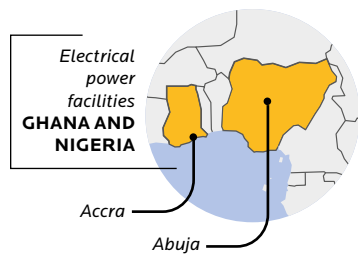 Electrical
power
facilities
GHANA AND
NIGERIA
Accra
Abuja